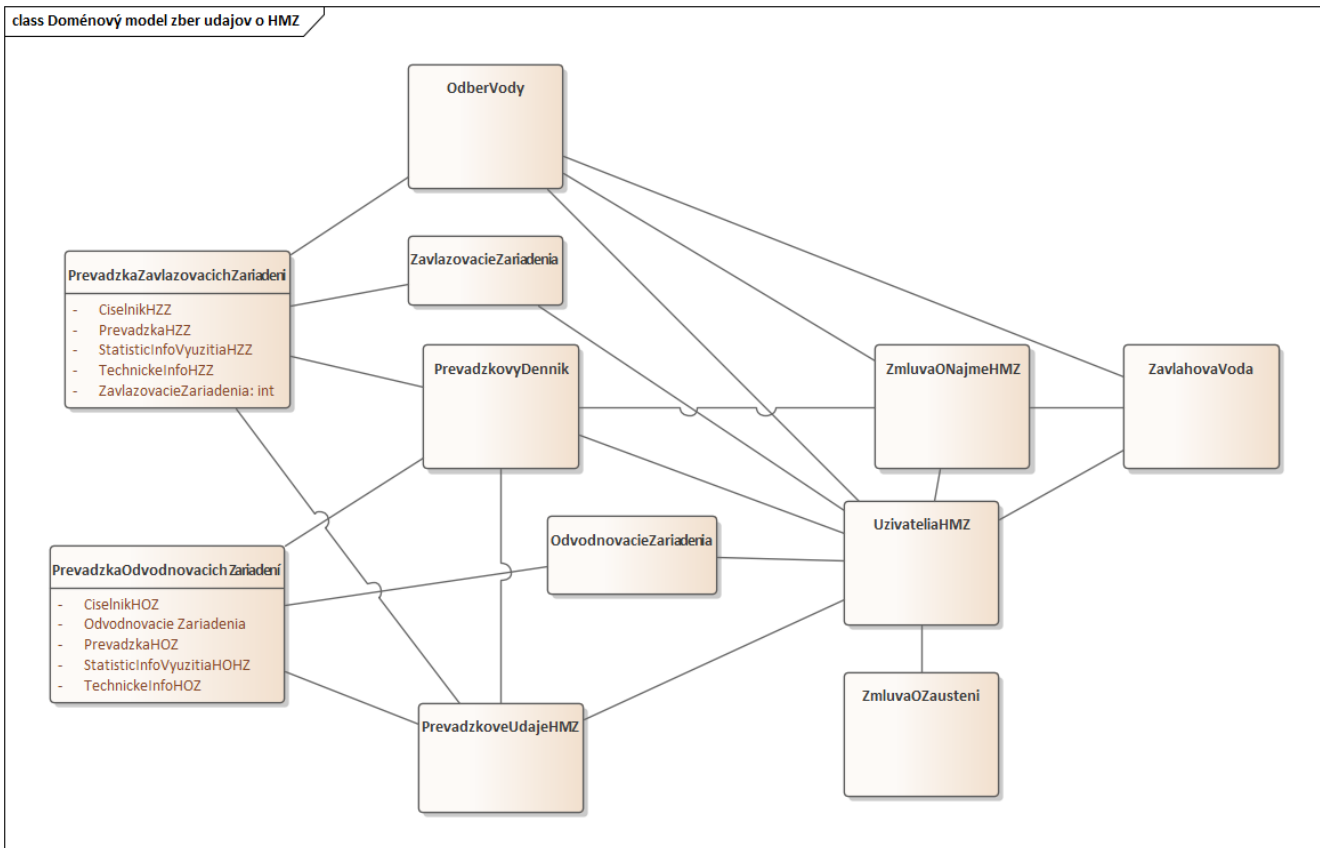 class Doménový model zber udajov o HMZ
OdberVody
ZavlazovacieZariadenia
PrevadzkaZavlazovacichZariadeni
- CiselnikHZZ
- PrevadzkaHZZ
- StatisticInfoVyuzitiaHZZ
- TechnickeInfoHZZ
- ZavlazovacieZariadenia: int
PrevadzkovyDennik
ZmluvaONajmeHMZ
ZavlahovaVoda
UzivateliaHMZ
OdvodnovacieZariadenia
PrevadzkaOdvodnovacichZariadení
- CiselnikHOZ
- Odvodnovacie Zariadenia
- PrevadzkaHOZ
- StatisticInfoVyuzitiaHOHZ
- TechnickeInfoHOZ
PrevadzkoveUdajeHMZ
ZmluvaOZausteni